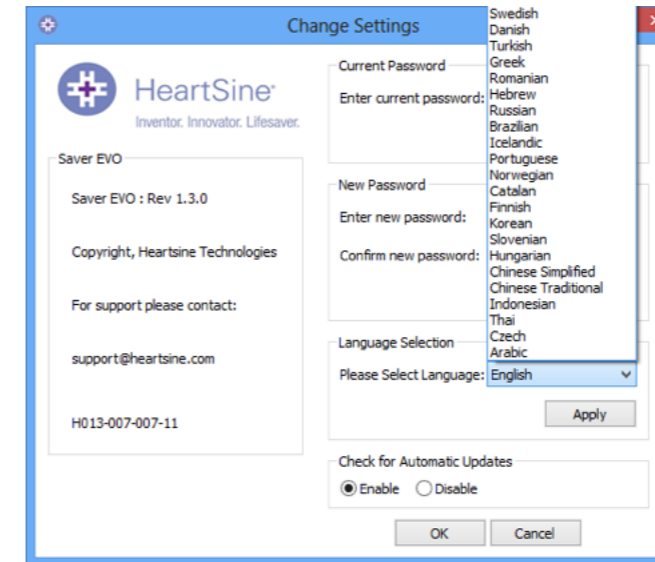 Change Settings
HeartSine
Inventor. Innovator. Lifesaver.
Saver EVO
Saver EVO : Rev 1.3.0
Copyright, Heartsine Technologies
For support please contact:
support@heartsine.com
H013-007-007-11
Current Password
Enter current password:
New Password
Enter new password:
Confirm new password:
Language Selection
Please Select Language:
English
Swedish
Danish
Turkish
Greek
Romanian
Hebrew
Russian
Brazilian
Icelandic
Portuguese
Norwegian
Catalan
Finnish
Korean
Slovenian
Hungarian
Chinese Simplified
Chinese Traditional
Indonesian
Thai
Czech
Arabic
Apply
Check for Automatic Updates
Enable
Disable
OK
Cancel